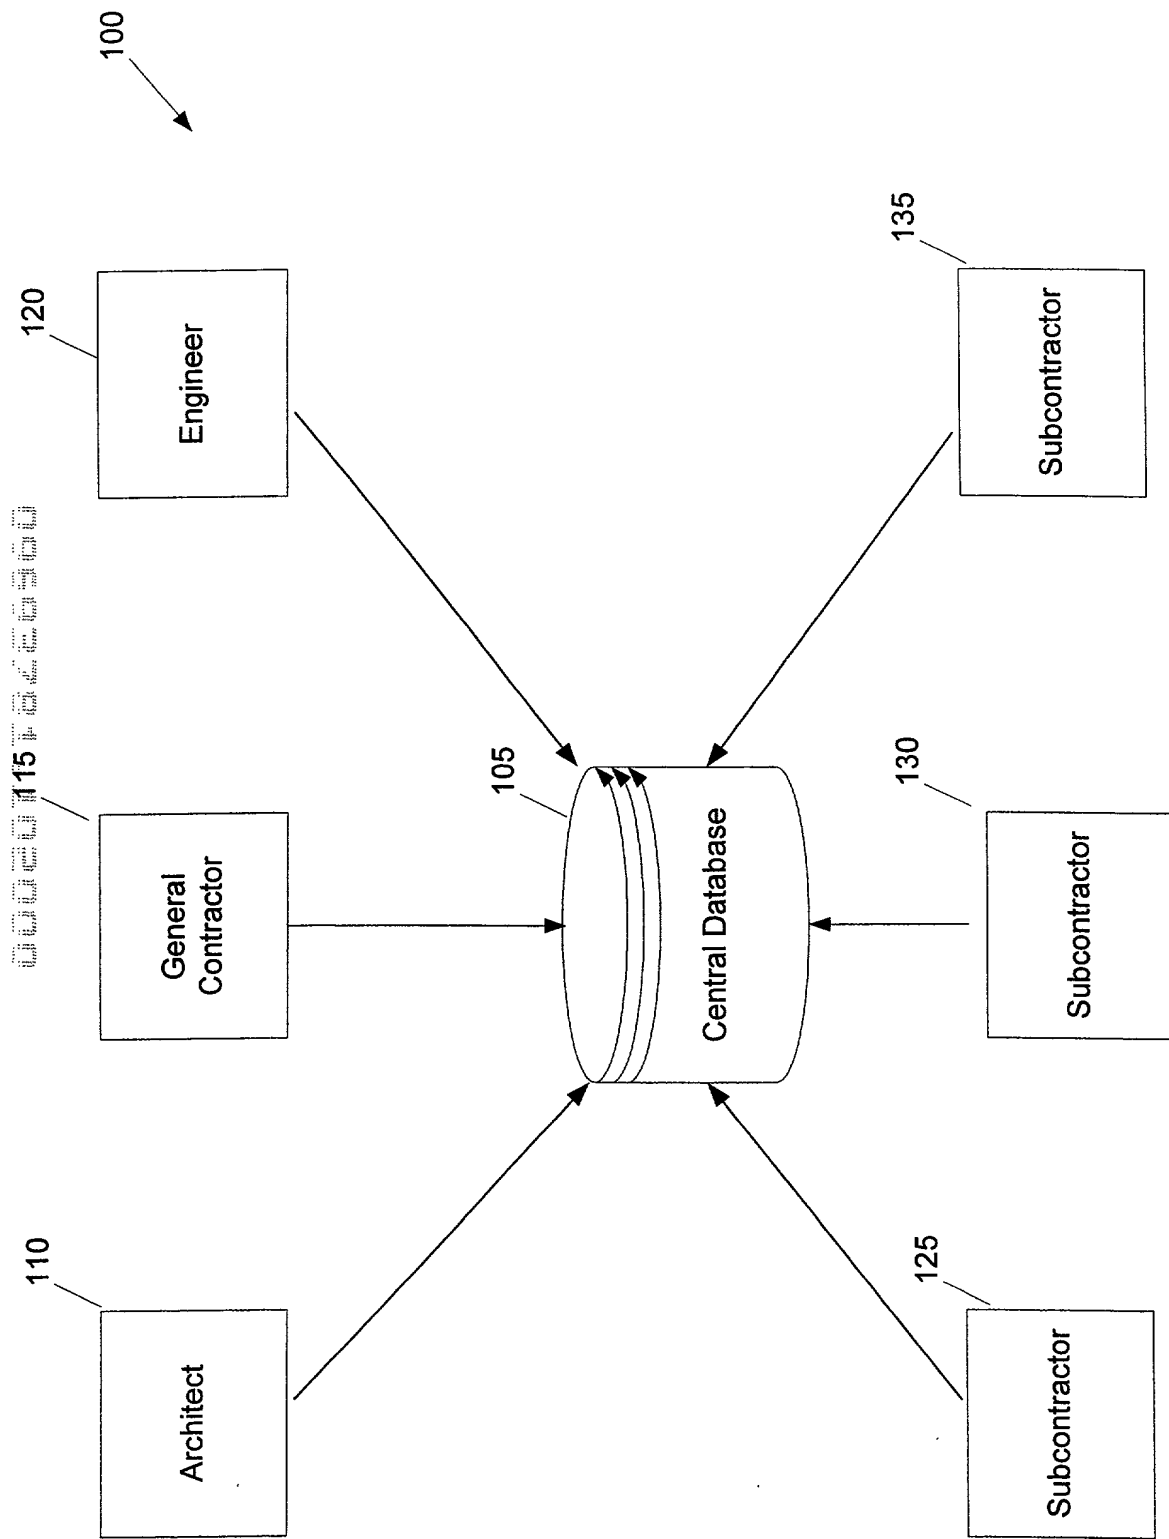 110
115
120
100
Architect
General
Contractor
Engineer
105
Central Database
125
130
135
Subcontractor
Subcontractor
Subcontractor